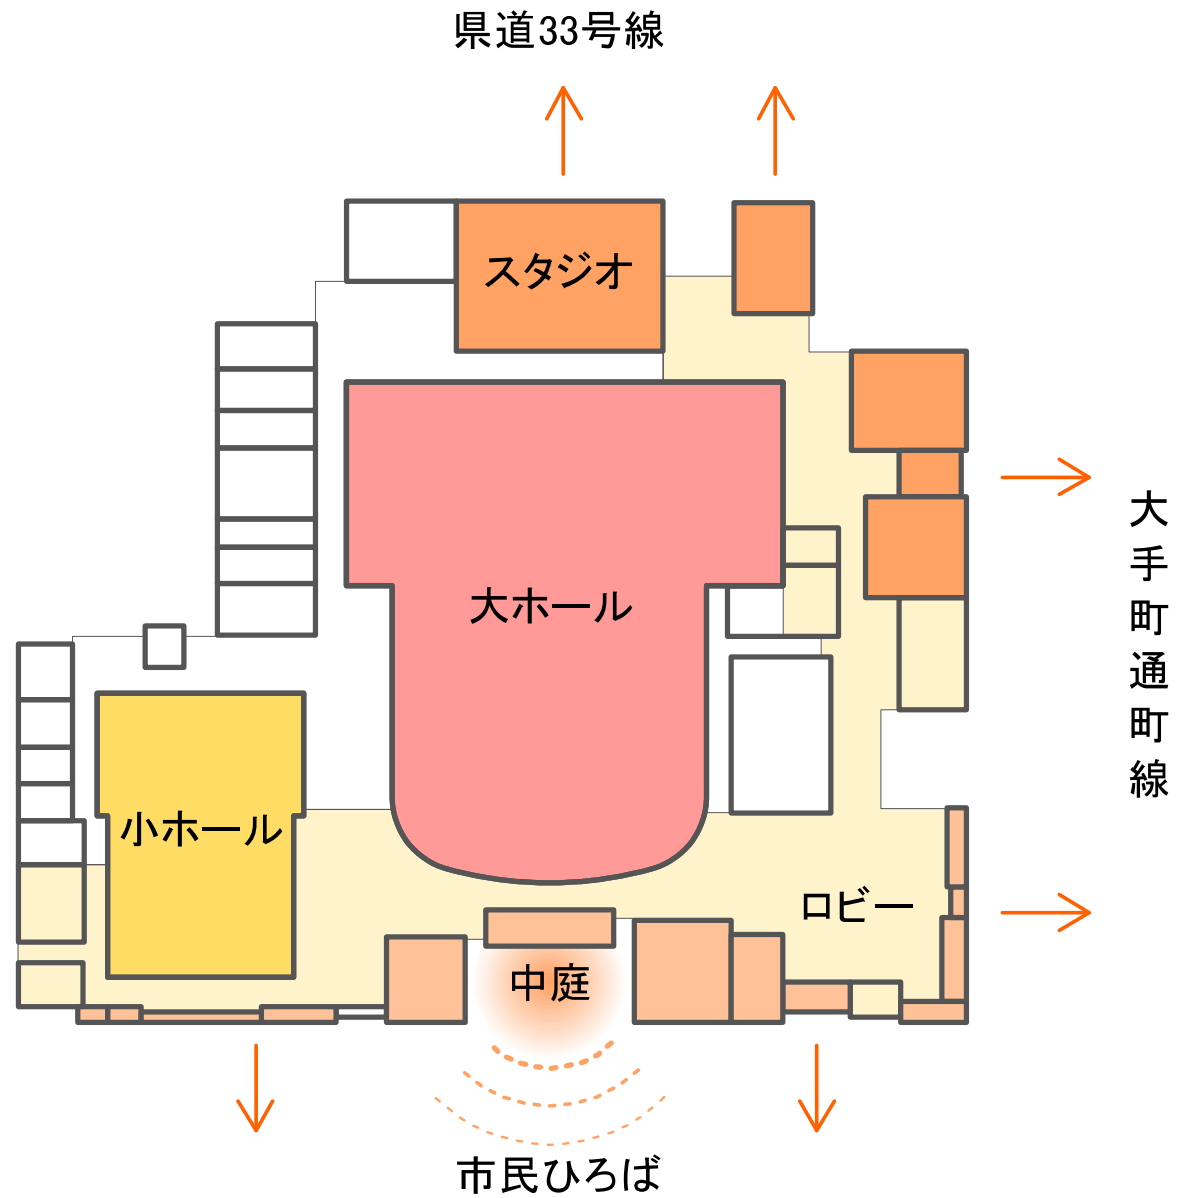 県道33号線
スタジオ
大ホール
大手町通町線
小ホール
ロビー
中庭
市民ひろば